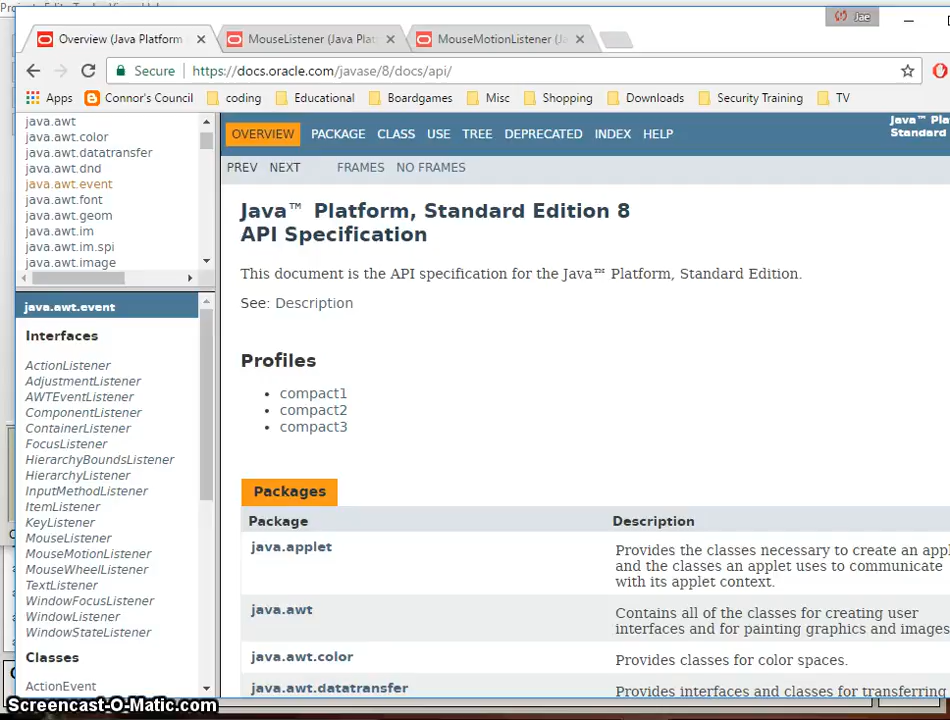 Jae
Overview (Java Platform
MouseListener (Java Plat
MouseMotionListener (Ja
Secure
https://docs.oracle.com/javase/8/docs/api/
Apps
Connor's Council
coding
Educational
Boardgames
Misc
Shopping
Downloads
Security Training
TV
java.awt
java.awt.color
java.awt.datatransfer
java.awt.dnd
java.awt.event
java.awt.font
java.awt.geom
java.awt.im
java.awt.im.spi
java.awt.image
java.awt.event
Interfaces
ActionListener
AdjustmentListener
AWTEventListener
ComponentListener
ContainerListener
FocusListener
HierarchyBoundsListener
HierarchyListener
InputMethodListener
ItemListener
KeyListener
MouseListener
MouseMotionListener
MouseWheelListener
TextListener
WindowFocusListener
WindowListener
WindowStateListener
Classes
ActionEvent
OVERVIEW PACKAGE CLASS USE TREE DEPRECATED INDEX HELP
Java™ Pla
Standard
PREV NEXT FRAMES NO FRAMES
Java™ Platform, Standard Edition 8
API Specification
This document is the API specification for the Java™ Platform, Standard Edition.
See: Description
Profiles
• compact1
• compact2
• compact3
Packages
Package Description
java.applet
Provides the classes necessary to create an appl
and the classes an applet uses to communicate
with its applet context.
java.awt
Contains all of the classes for creating user
interfaces and for painting graphics and images
java.awt.color
Provides classes for color spaces.
java.awt.datatransfer
Provides interfaces and classes for transferring
Screencast-O-Matic.com